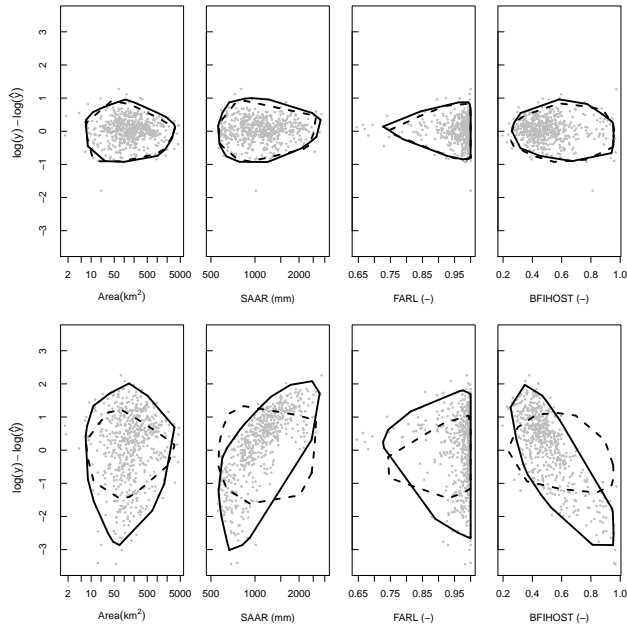 log(y) − log(ŷ)
3
2
1
0
−1
−2
−3
2 10 50 500 5000
Area(km²)
500 1000 2000
SAAR (mm)
0.65 0.75 0.85 0.95
FARL (−)
0.2 0.4 0.6 0.8 1.0
BFIHOST (−)
log(y) − log(ŷ)
3
2
1
0
−1
−2
−3
2 10 50 500 5000
Area(km²)
500 1000 2000
SAAR (mm)
0.65 0.75 0.85 0.95
FARL (−)
0.2 0.4 0.6 0.8 1.0
BFIHOST (−)